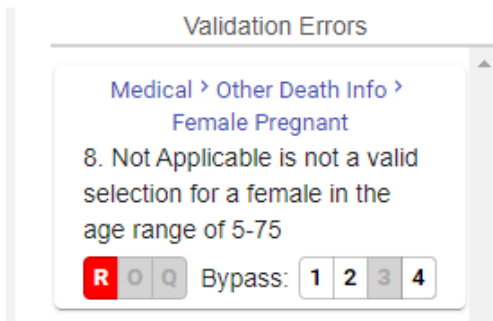 Validation Errors
Medical > Other Death Info >
Female Pregnant
8. Not Applicable is not a valid
selection for a female in the
age range of 5-75
R O Q Bypass: 1 2 3 4